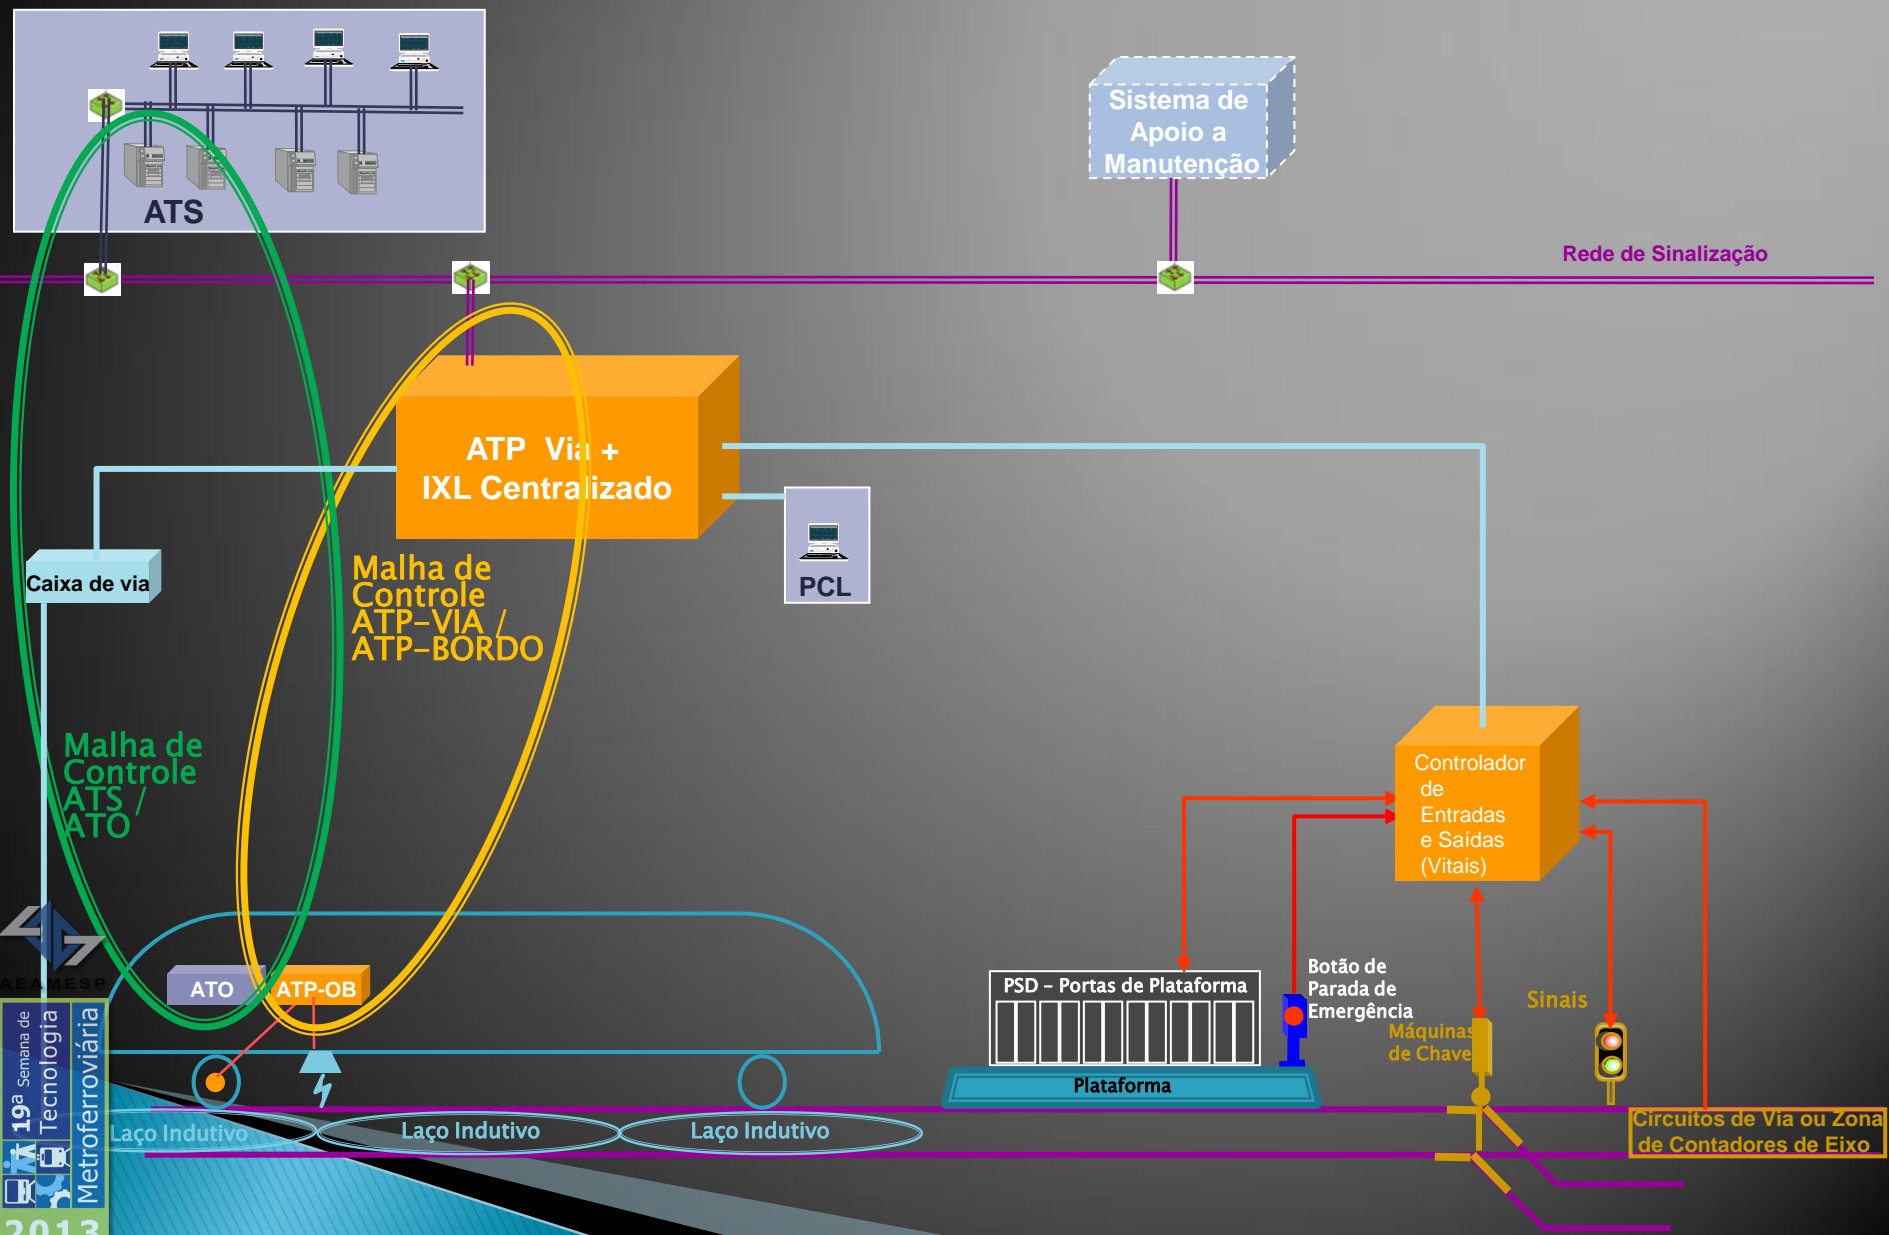 ATS
Sistema de
Apoio a
Manutenção
Rede de Sinalização
ATP Via +
IXL Centralizado
Caixa de via
PCL
Malha de
Controle
ATP-VIA /
ATP-BORDO
Malha de
Controle
ATS /
ATO
Controlador
de
Entradas
e Saídas
(Vitais)
ATO
ATP-OB
PSD - Portas de Plataforma
Botão de
Parada de
Emergência
Máquinas
de Chave
Sinais
Plataforma
Laço Indutivo
Laço Indutivo
Laço Indutivo
Circuitos de Via ou Zona
de Contadores de Eixo
AEAMESP
19ª Semana de
Tecnologia
Metroferroviária
2013